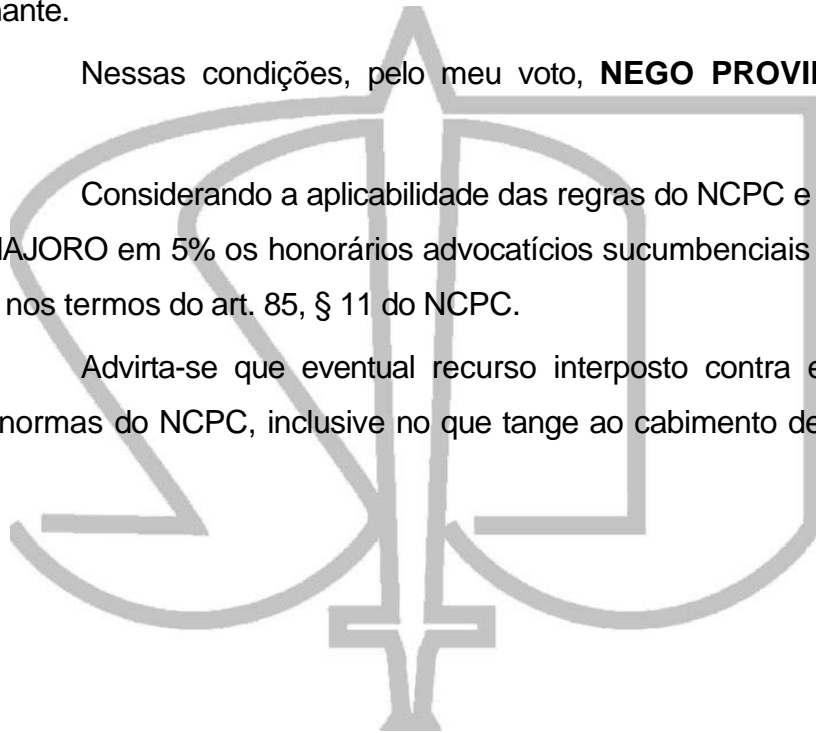 nante.
Nessas condições, pelo meu voto, NEGO PROVI
Considerando a aplicabilidade das regras do NCPC e
MAJORO em 5% os honorários advocatícios sucumbenciais
nos termos do art. 85, § 11 do NCPC.
Advirta-se que eventual recurso interposto contra e
normas do NCPC, inclusive no que tange ao cabimento de